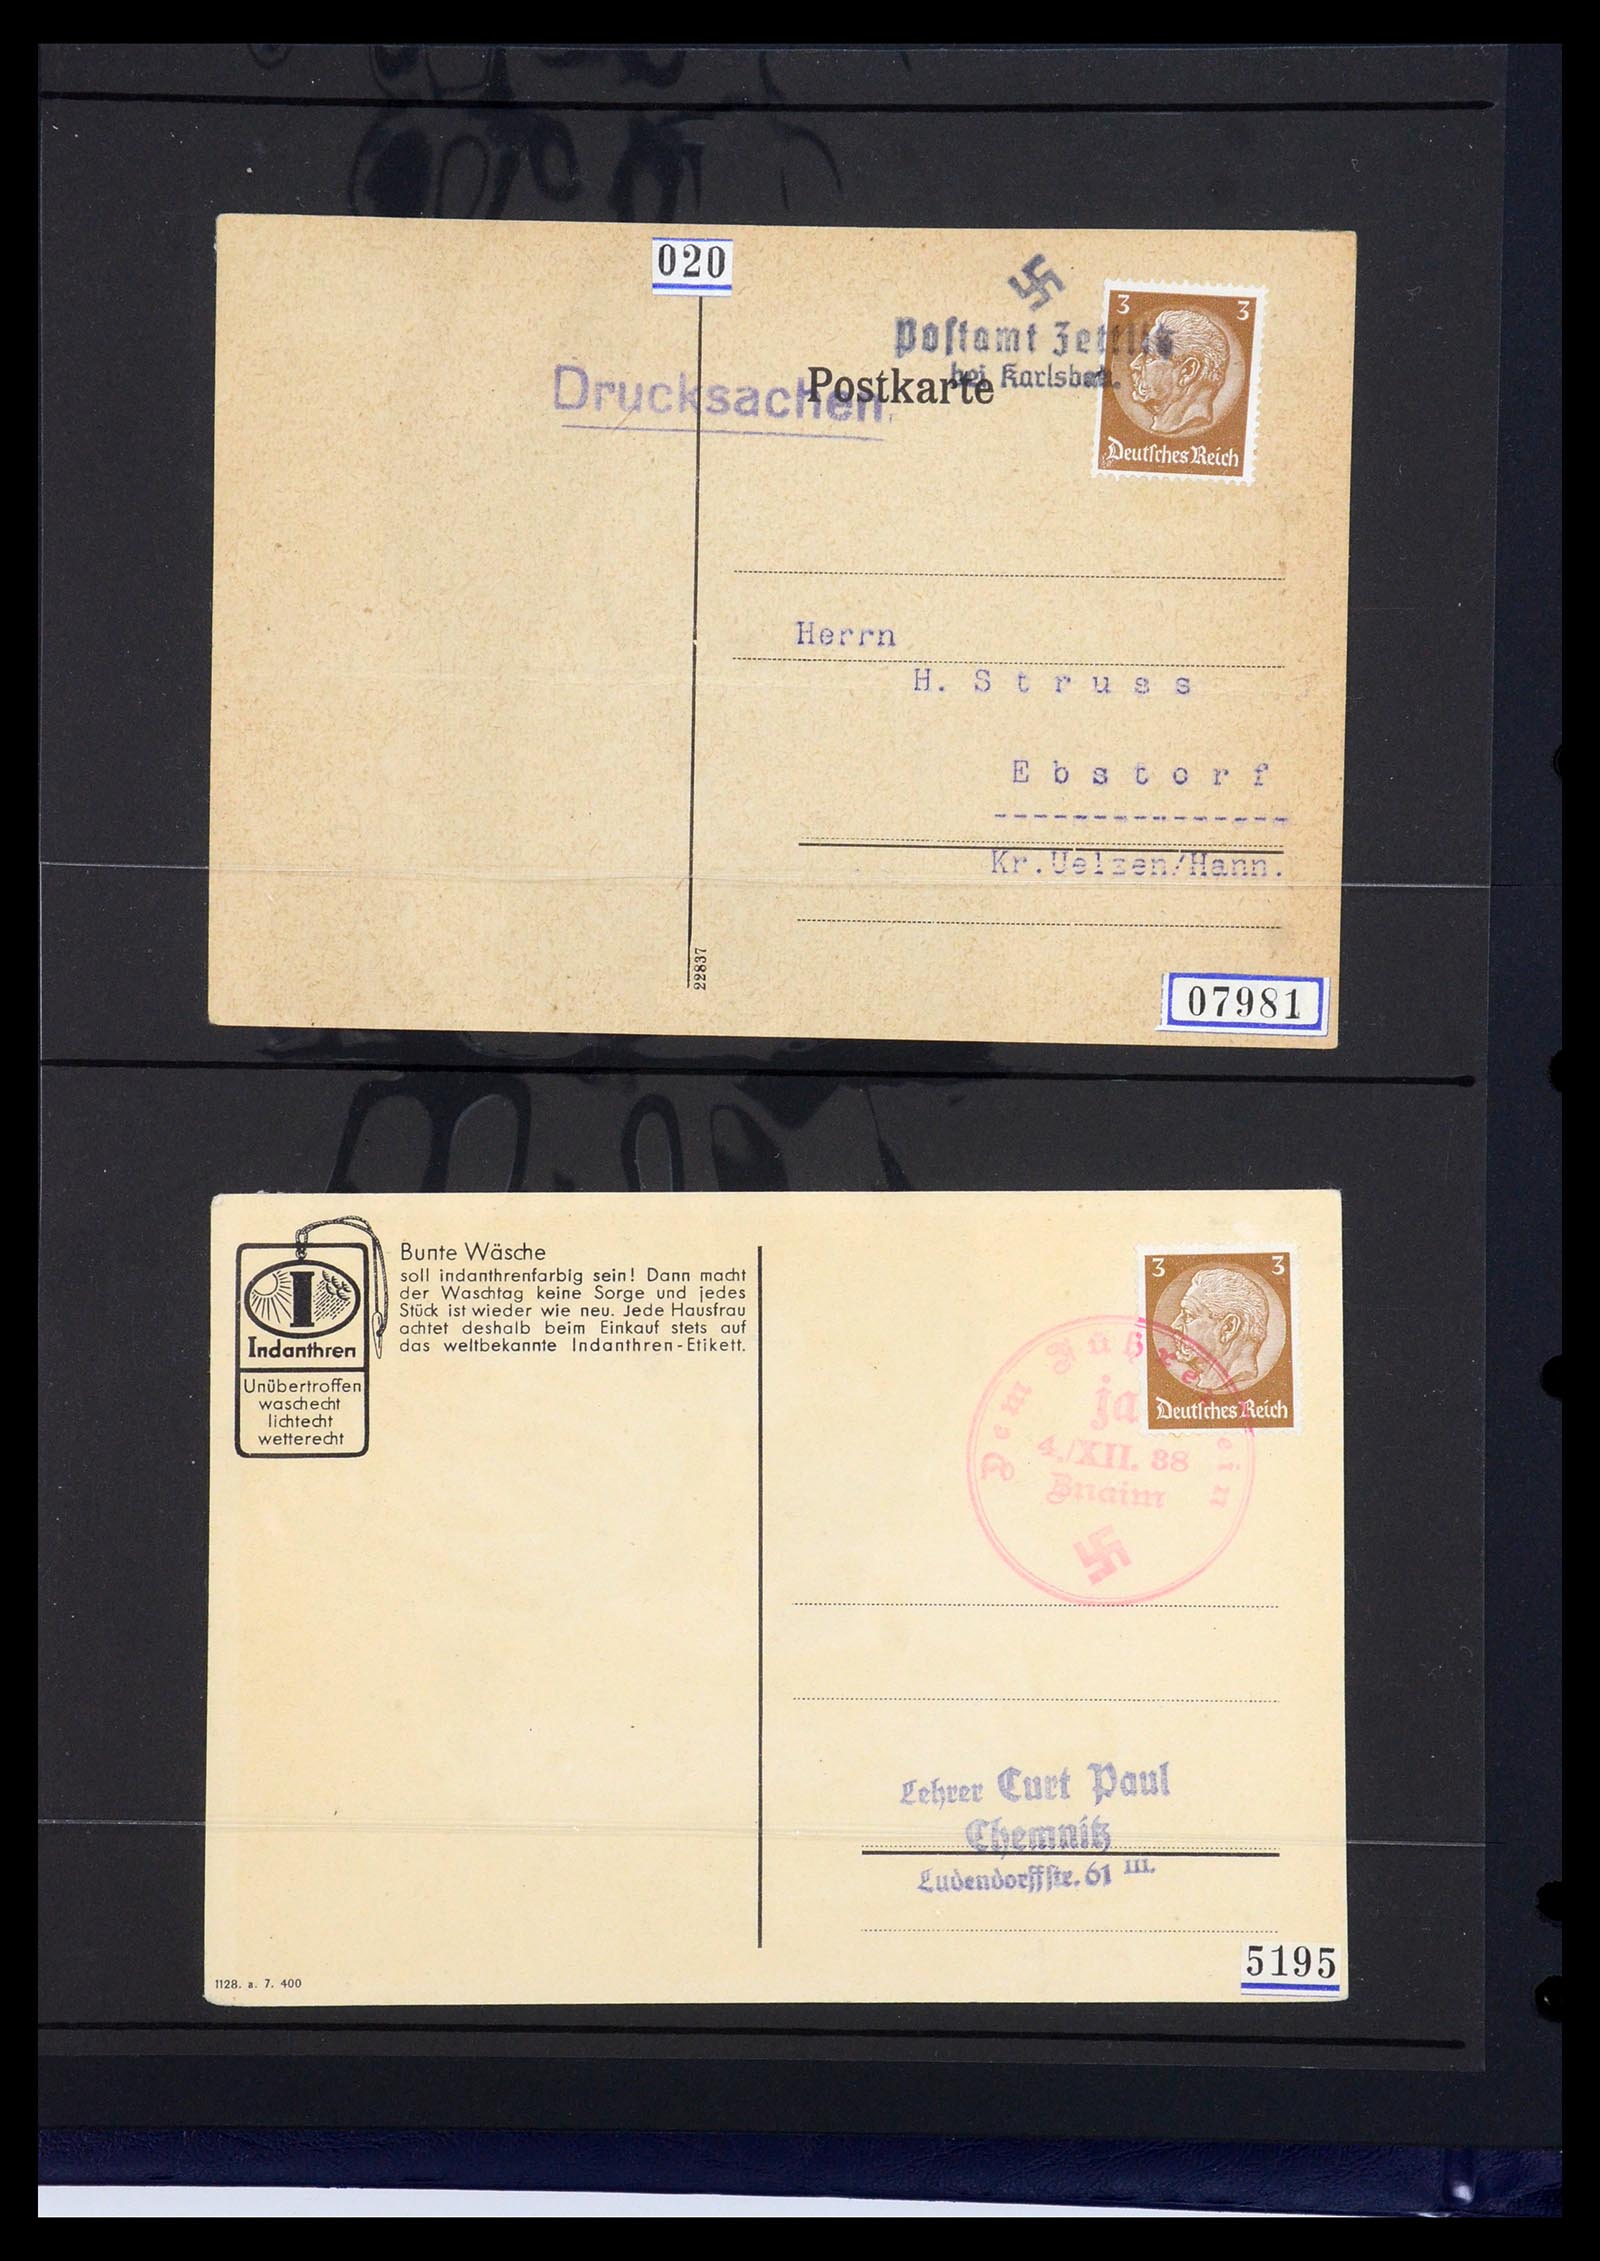 020
3 3
Postamt Zettlitz
bei Karlsbad.
Drucksachen.
Postkarte
Deutsches Reich
Herrn
H. Struss
Ebstorf
Kr.Uelzen/Hann.
22837
07981
I
Indanthren
Unübertroffen
waschecht
lichtecht
wetterecht
Bunte Wäsche
soll indanthrenfarbig sein! Dann macht
der Waschtag keine Sorge und jedes
Stück ist wieder wie neu. Jede Hausfrau
achtet deshalb beim Einkauf stets auf
das weltbekannte Indanthren-Etikett.
3 3
Deutsches Reich
Dem Führer ein
ja
4./XII. 38
Znaim
Lehrer Curt Paul
Chemnitz
Ludendorffstr. 61 III.
5195
1128. a. 7. 400